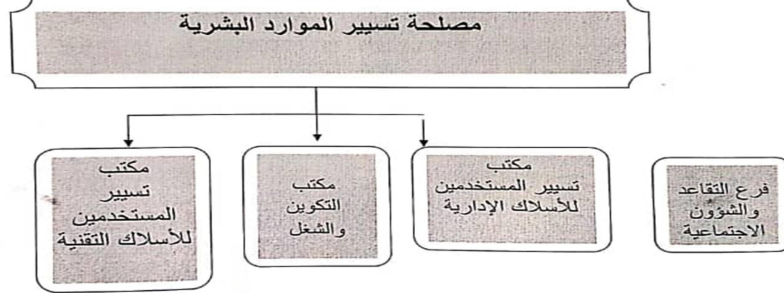 مصلحة تسيير الموارد البشرية
فرع التقاعد
والشؤون
الاجتماعية
مكتب
تسيير المستخدمين
للأسلاك الإدارية
مكتب
التكوين
والشغل
مكتب
تسيير
المستخدمين
للأسلاك التقنية